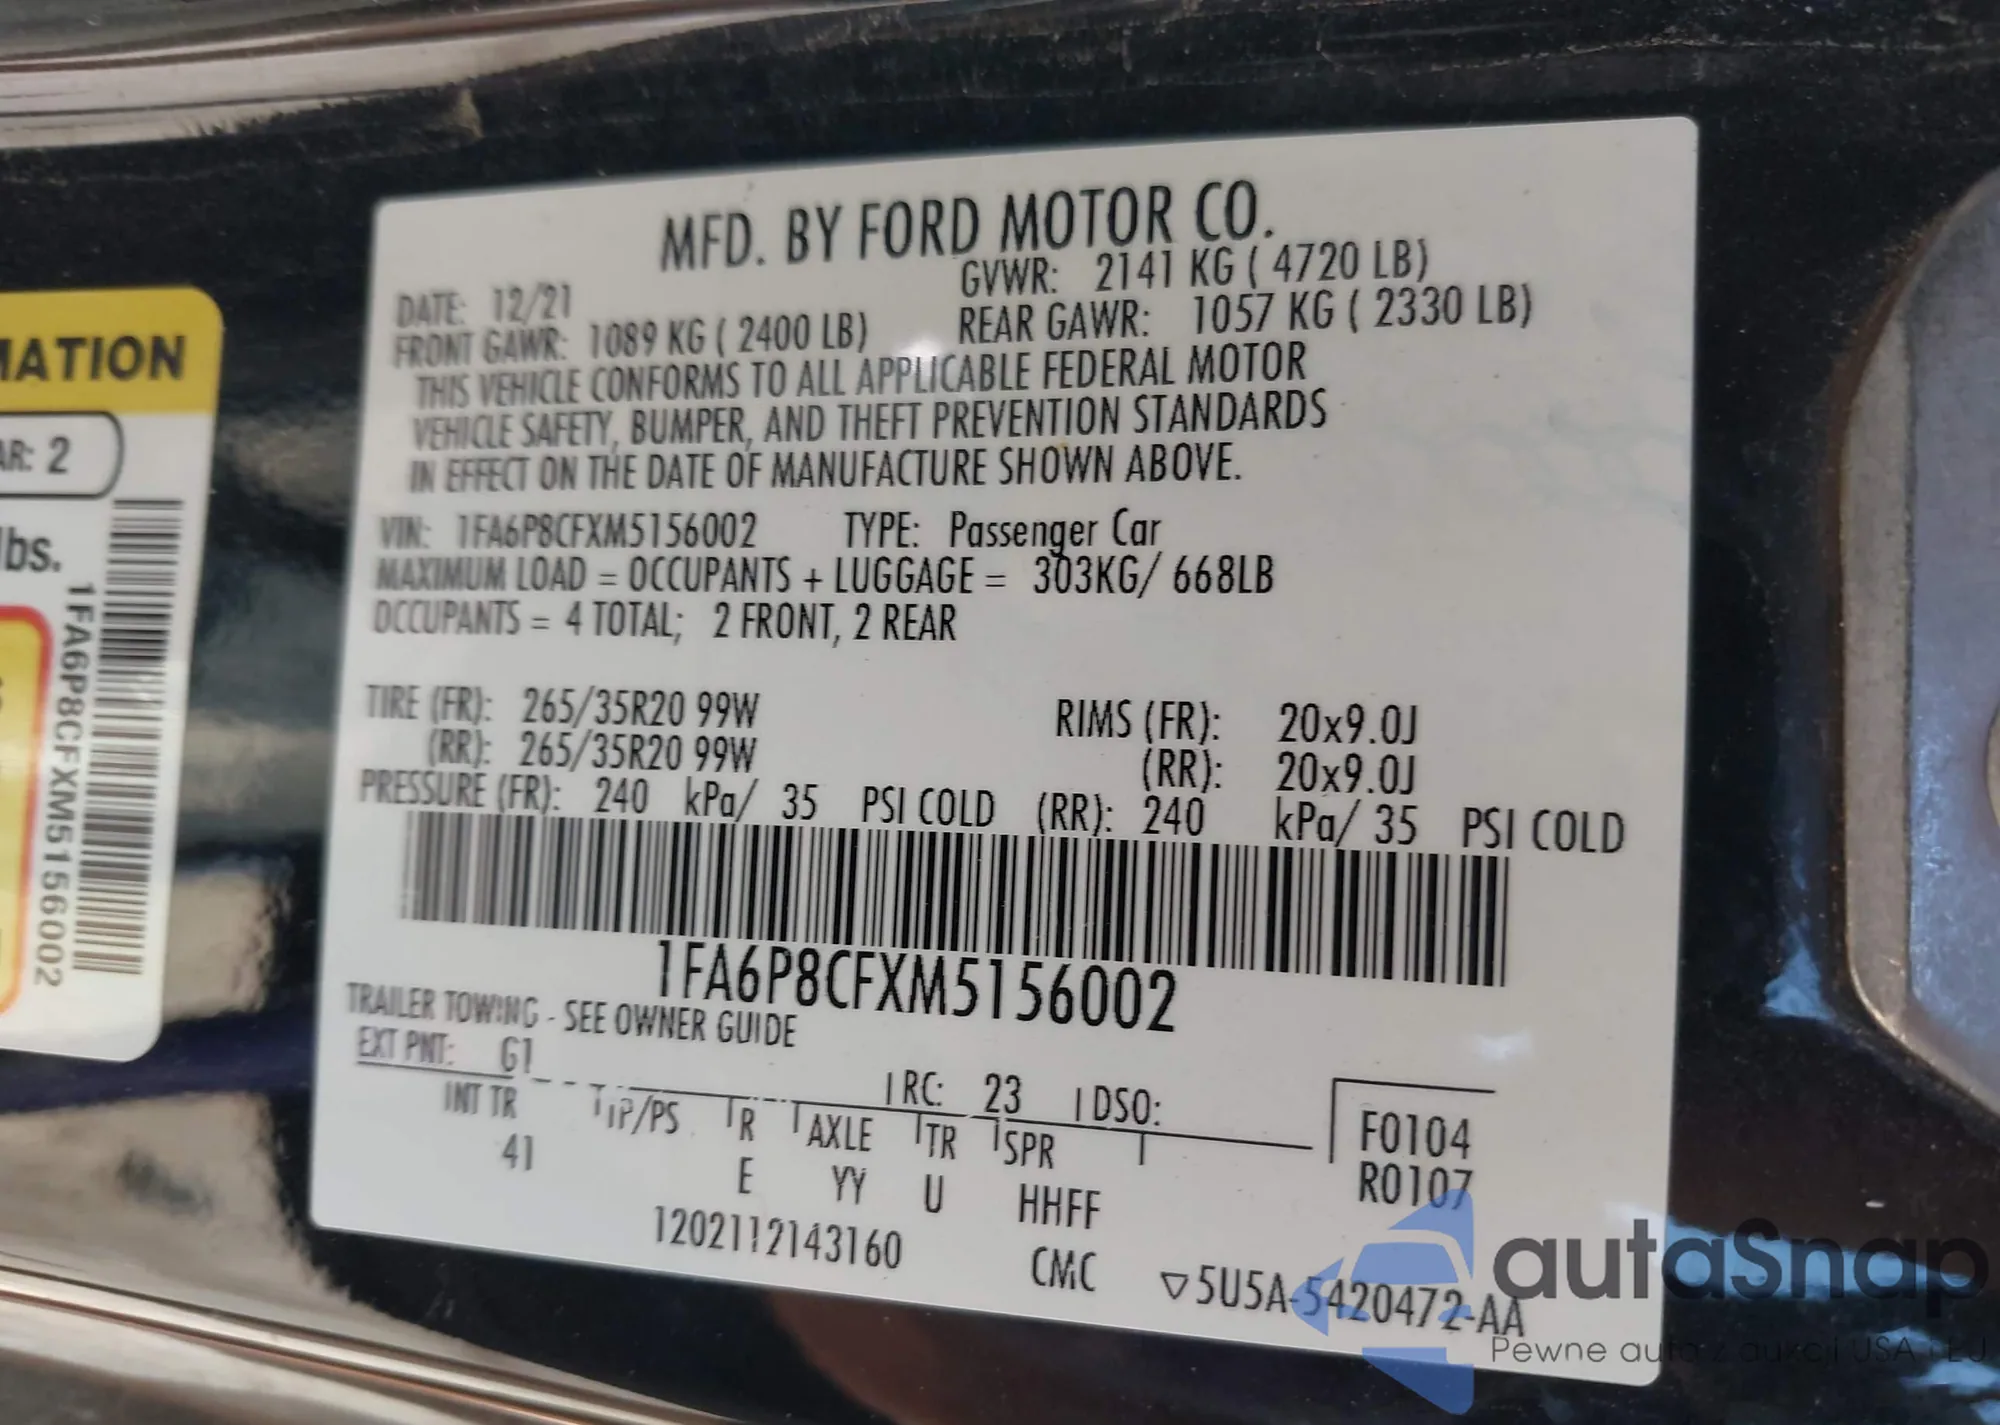 MFD. BY FORD MOTOR CO.
DATE: 12/21 GVWR: 2141 KG ( 4720 LB)
FRONT GAWR: 1089 KG ( 2400 LB) REAR GAWR: 1057 KG ( 2330 LB)
THIS VEHICLE CONFORMS TO ALL APPLICABLE FEDERAL MOTOR
VEHICLE SAFETY, BUMPER, AND THEFT PREVENTION STANDARDS
IN EFFECT ON THE DATE OF MANUFACTURE SHOWN ABOVE.
VIN: 1FA6P8CFXM5156002 TYPE: Passenger Car
MAXIMUM LOAD = OCCUPANTS + LUGGAGE = 303KG/ 668LB
OCCUPANTS = 4 TOTAL; 2 FRONT, 2 REAR
TIRE (FR): 265/35R20 99W RIMS (FR): 20x9.0J
(RR): 265/35R20 99W (RR): 20x9.0J
PRESSURE (FR): 240 kPa/ 35 PSI COLD (RR): 240 kPa/ 35 PSI COLD
1FA6P8CFXM5156002
TRAILER TOWING - SEE OWNER GUIDE
EXT PNT: G1 RC: 23 DSO:
INT TR TP/PS R AXLE TR SPR F0104
41 E YY U HHFF R0107
1202112143160 CMC ▽5U5A-5420472-AA
MATION
AR: 2
lbs.
1FA6P8CFXM5156002
autaSnap
Pewne auta z aukcji USA i EU